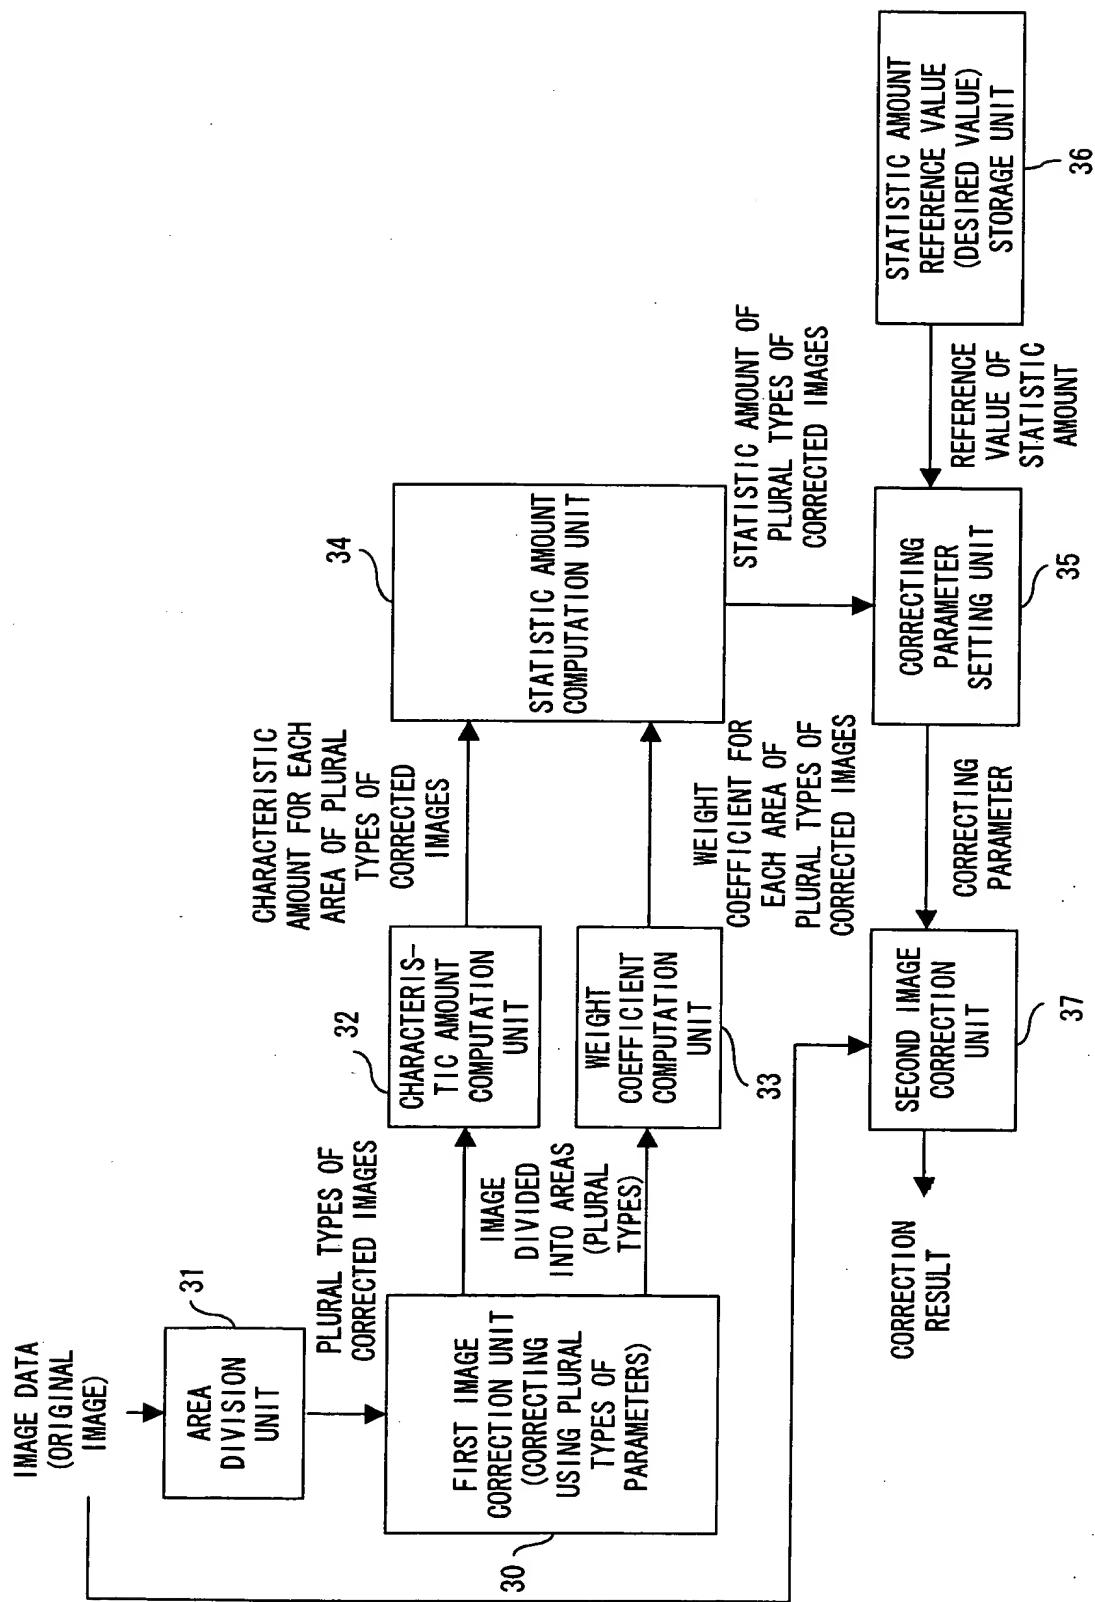 IMAGE DATA
(ORIGINAL
IMAGE)
31
AREA
DIVISION
UNIT
PLURAL TYPES OF
CORRECTED IMAGES
FIRST IMAGE
CORRECTION UNIT
(CORRECTING
USING PLURAL
TYPES OF
PARAMETERS)
30
IMAGE
DIVIDED
INTO AREAS
(PLURAL
TYPES)
32
CHARACTERIS-
TIC AMOUNT
COMPUTATION
UNIT
WEIGHT
COEFFICIENT
COMPUTATION
UNIT
33
CHARACTERISTIC
AMOUNT FOR EACH
AREA OF PLURAL
TYPES OF
CORRECTED
IMAGES
WEIGHT
COEFFICIENT FOR
EACH AREA OF
PLURAL TYPES OF
CORRECTED IMAGES
34
STATISTIC AMOUNT
COMPUTATION UNIT
STATISTIC AMOUNT OF
PLURAL TYPES OF
CORRECTED IMAGES
STATISTIC AMOUNT
REFERENCE VALUE
(DESIRED VALUE)
STORAGE UNIT
36
REFERENCE
VALUE OF
STATISTIC
AMOUNT
CORRECTING
PARAMETER
SETTING UNIT
35
CORRECTING
PARAMETER
SECOND IMAGE
CORRECTION
UNIT
37
CORRECTION
RESULT